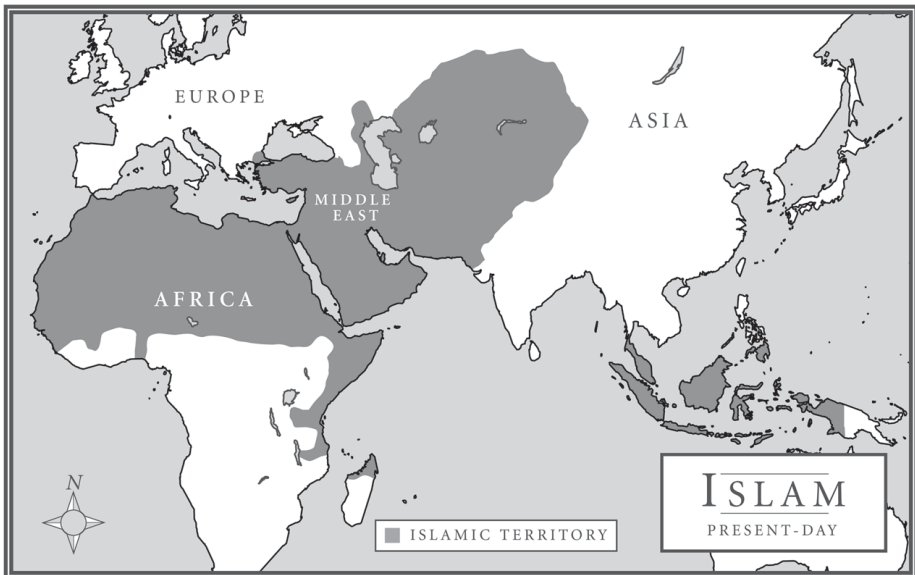 EUROPE
ASIA
MIDDLE
EAST
AFRICA
N
ISLAM
PRESENT-DAY
ISLAMIC TERRITORY